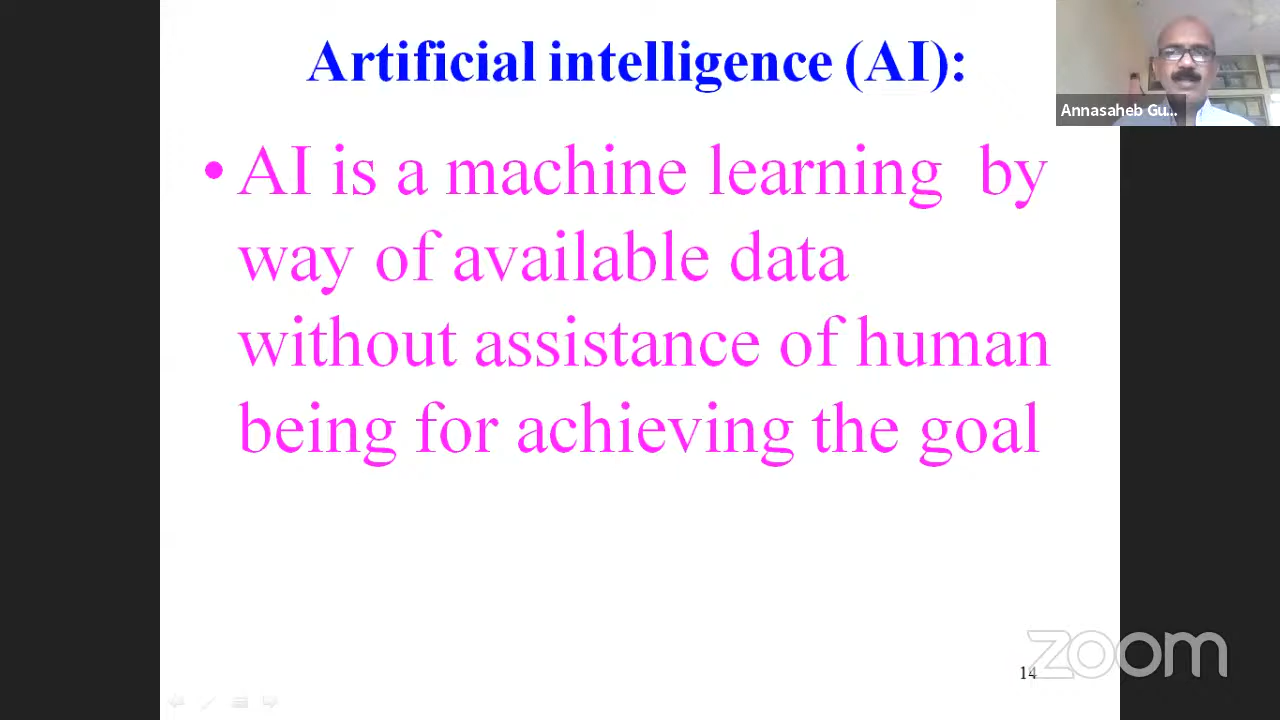 Artificial intelligence (AI):
Annasaheb Gu...
• AI is a machine learning by
way of available data
without assistance of human
being for achieving the goal
zoom
14